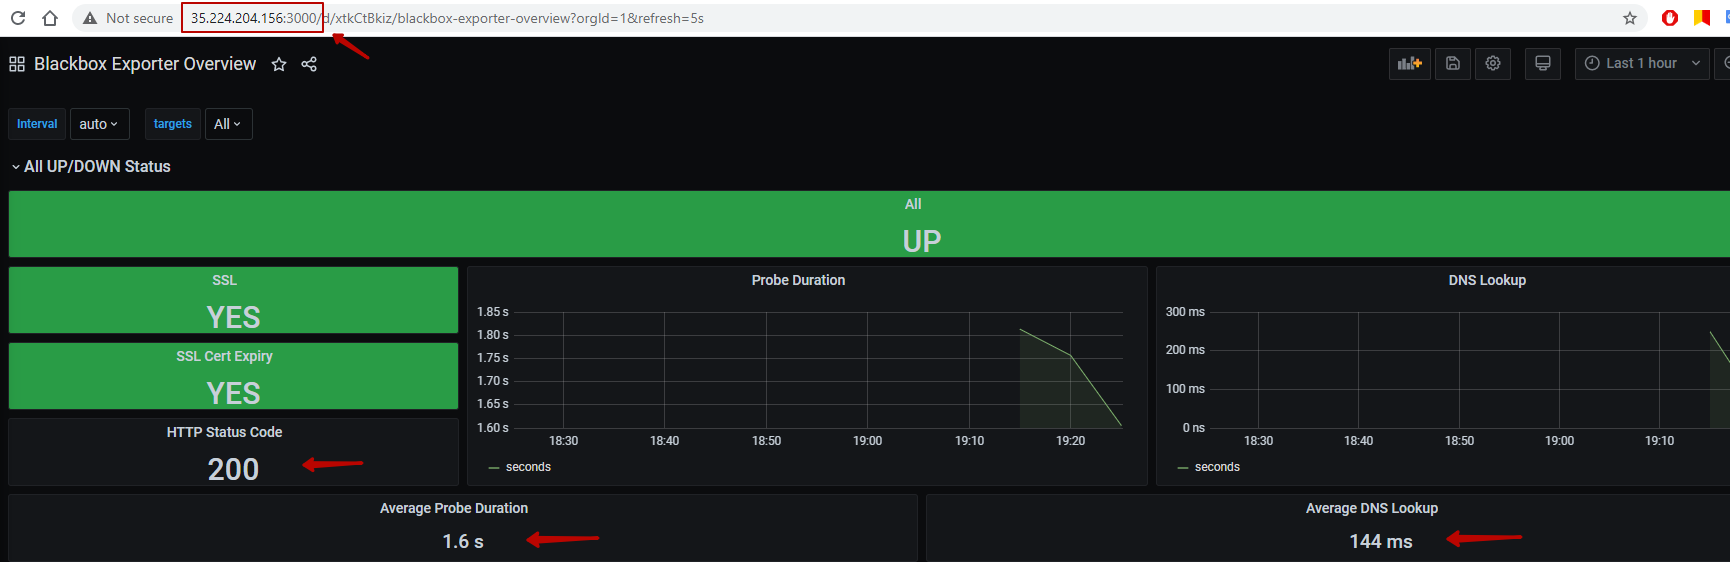 Not secure 35.224.204.156:3000/d/xtkCtBkiz/blackbox-exporter-overview?orgId=1&refresh=5s
Blackbox Exporter Overview
Last 1 hour
Interval auto targets All
All UP/DOWN Status
All
UP
SSL
YES
SSL Cert Expiry
YES
HTTP Status Code
200
Probe Duration
1.85 s
1.80 s
1.75 s
1.70 s
1.65 s
1.60 s
18:30 18:40 18:50 19:00 19:10 19:20
seconds
DNS Lookup
300 ms
200 ms
100 ms
0 ns
18:30 18:40 18:50 19:00 19:10
seconds
Average Probe Duration
1.6 s
Average DNS Lookup
144 ms